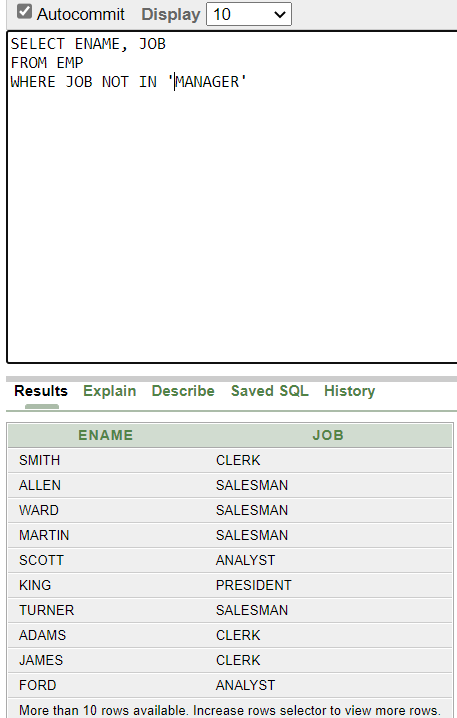 Autocommit Display 10
SELECT ENAME, JOB
FROM EMP
WHERE JOB NOT IN 'MANAGER'
Results Explain Describe Saved SQL History
ENAME JOB
SMITH CLERK
ALLEN SALESMAN
WARD SALESMAN
MARTIN SALESMAN
SCOTT ANALYST
KING PRESIDENT
TURNER SALESMAN
ADAMS CLERK
JAMES CLERK
FORD ANALYST
More than 10 rows available. Increase rows selector to view more rows.